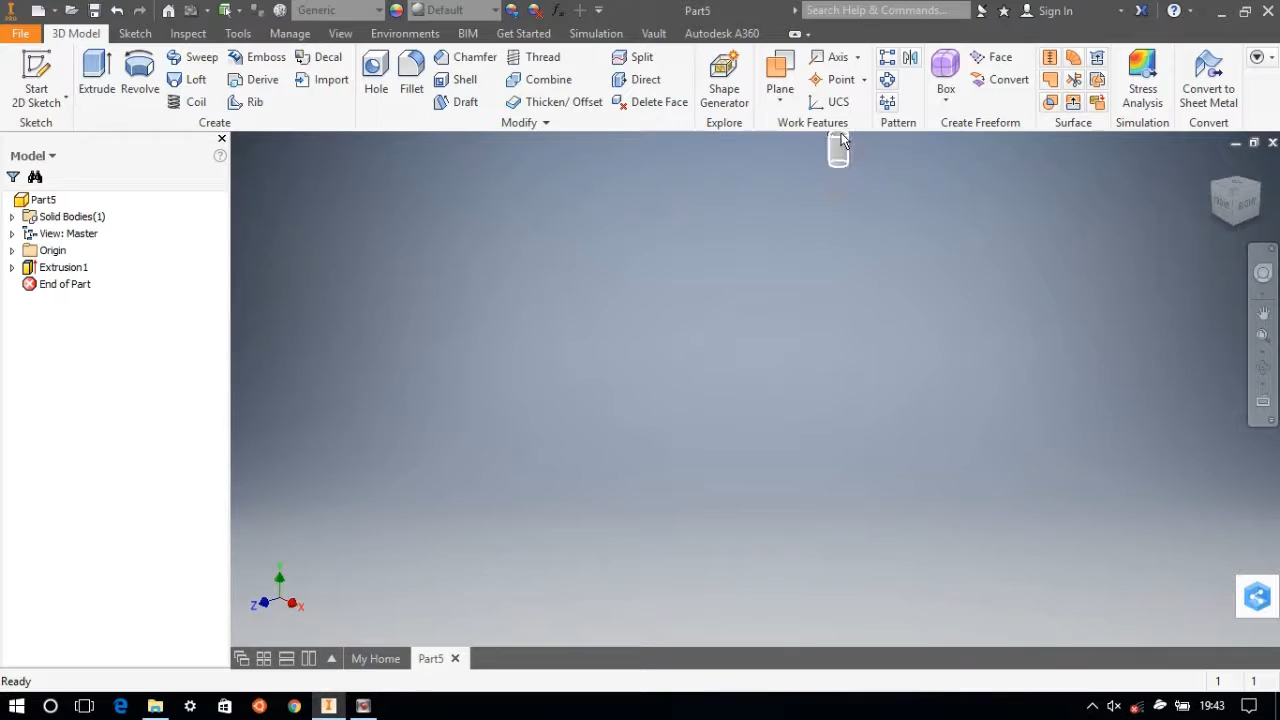 Generic
Default
Part5
Search Help & Commands...
Sign In
File
3D Model
Sketch
Inspect
Tools
Manage
View
Environments
BIM
Get Started
Simulation
Vault
Autodesk A360
Start
2D Sketch
Extrude
Revolve
Sweep
Loft
Coil
Emboss
Derive
Rib
Decal
Import
Hole
Fillet
Chamfer
Shell
Draft
Thread
Combine
Thicken/ Offset
Split
Direct
Delete Face
Shape
Generator
Plane
Axis
Point
UCS
Box
Face
Convert
Stress
Analysis
Convert to
Sheet Metal
Sketch
Create
Modify
Explore
Work Features
Pattern
Create Freeform
Surface
Simulation
Convert
Model
Part5
Solid Bodies(1)
View: Master
Origin
Extrusion1
End of Part
Z
X
My Home
Part5
Ready
1
1
19:43